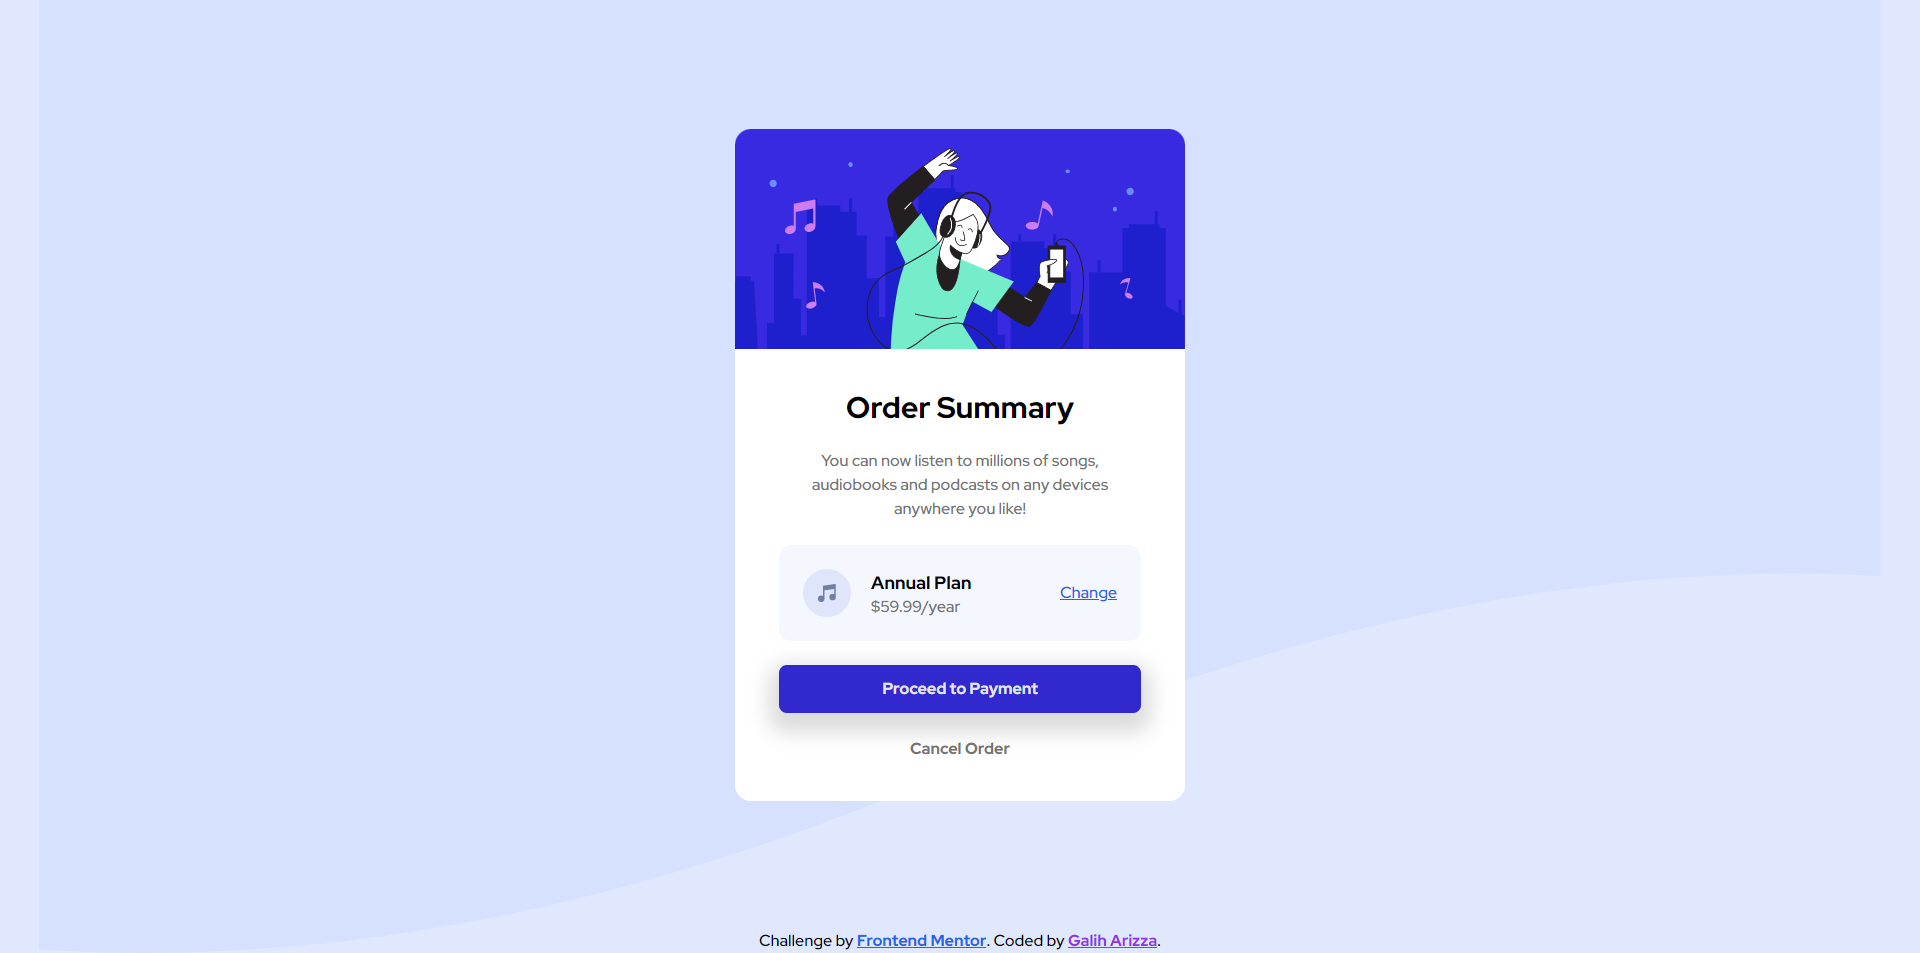 Order Summary
You can now listen to millions of songs,
audiobooks and podcasts on any devices
anywhere you like!
Annual Plan
$59.99/year
Change
Proceed to Payment
Cancel Order
Challenge by Frontend Mentor. Coded by Galih Arizza.